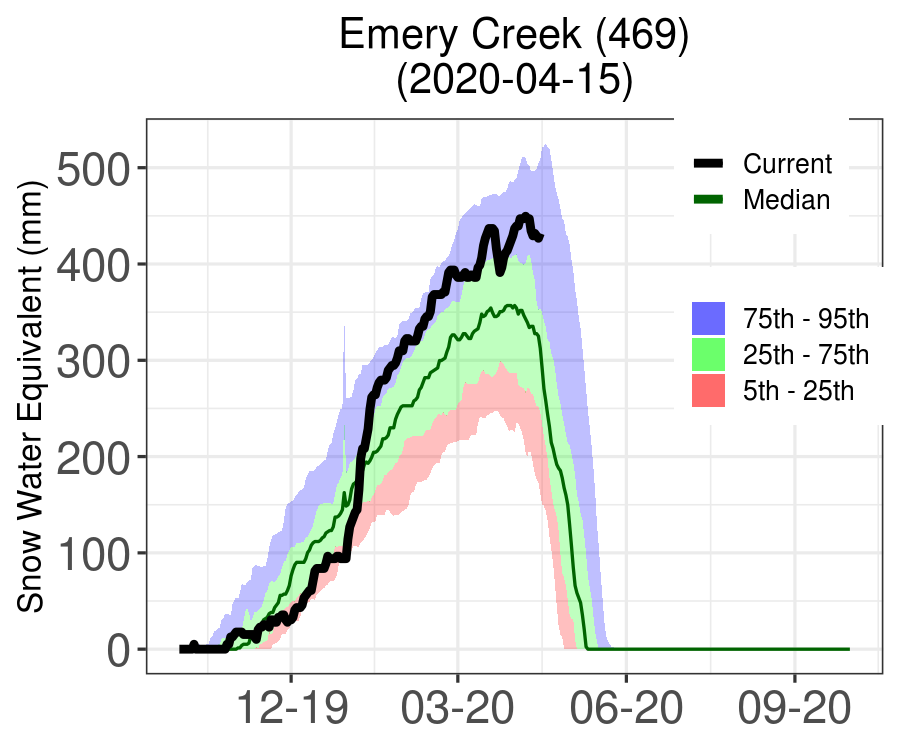 Emery Creek (469)
(2020-04-15)
Snow Water Equivalent (mm)
500
400
300
200
100
0
12-19
03-20
06-20
09-20
Current
Median
75th - 95th
25th - 75th
5th - 25th